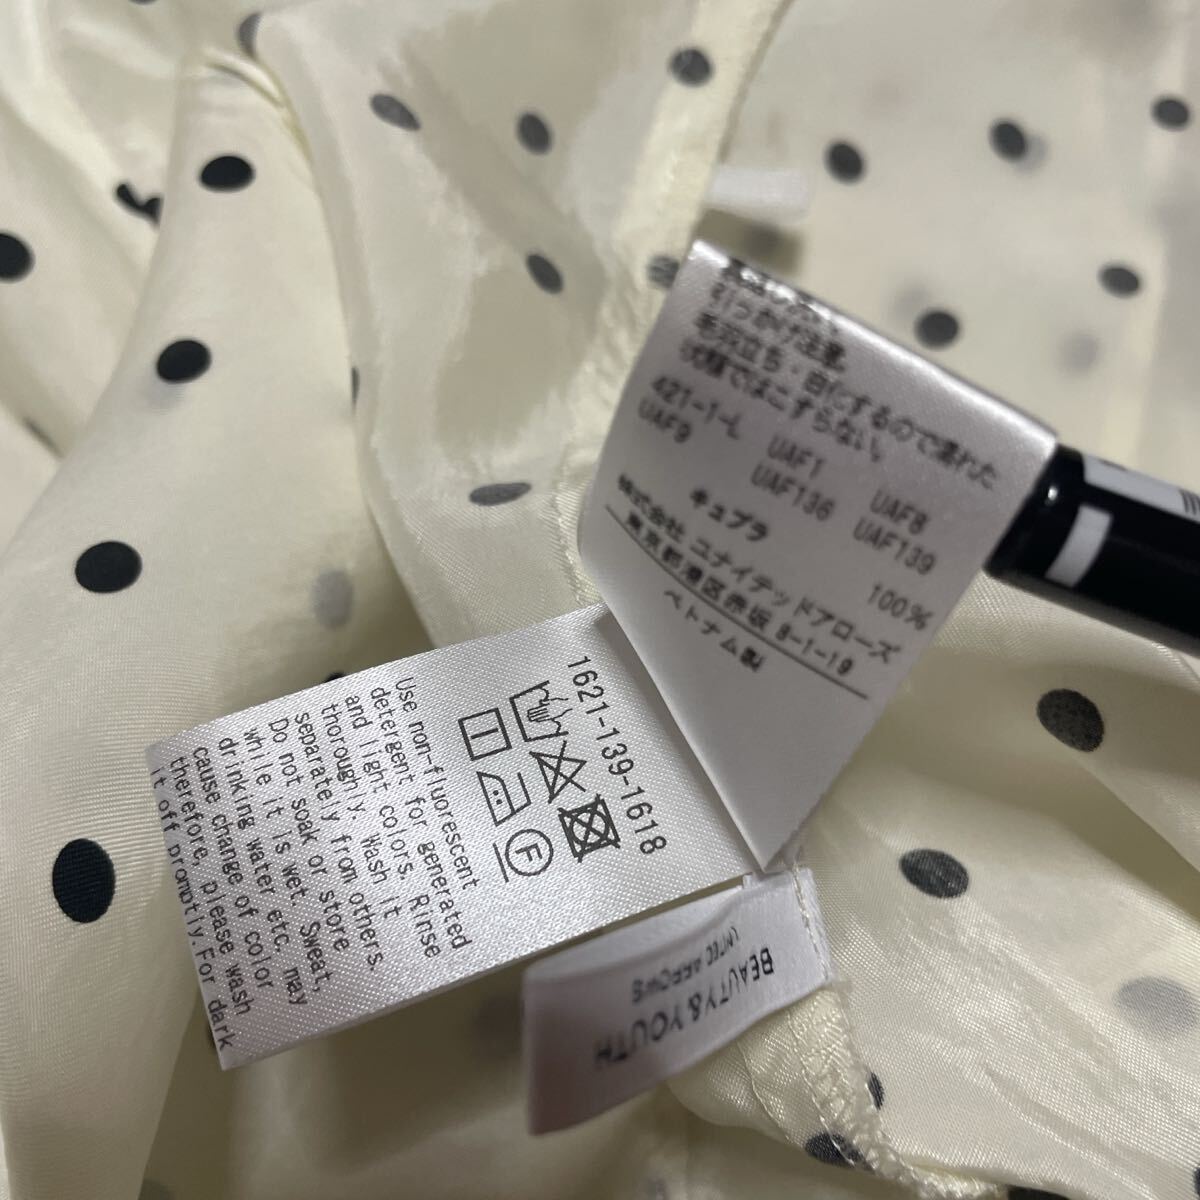 引っかけ注意。
毛羽立ち・白化するので濡れた
状態ではこすらない。
421-1-L UAF1 UAF8
UAF9 UAF136 UAF139
キュプラ 100%
株式会社 ユナイテッドアローズ
東京都港区赤坂 8-1-19
ベトナム製
1621-139-1618
F
Use non-fluorescent
detergent for generated
and light colors. Rinse
thoroughly. Wash it
separately from others.
Do not soak or store
while it is wet. Sweat,
drinking water etc. may
cause change of color
therefore, please wash
it off promptly. For dark
BEAUTY&YOUTH
UNITED ARROWS